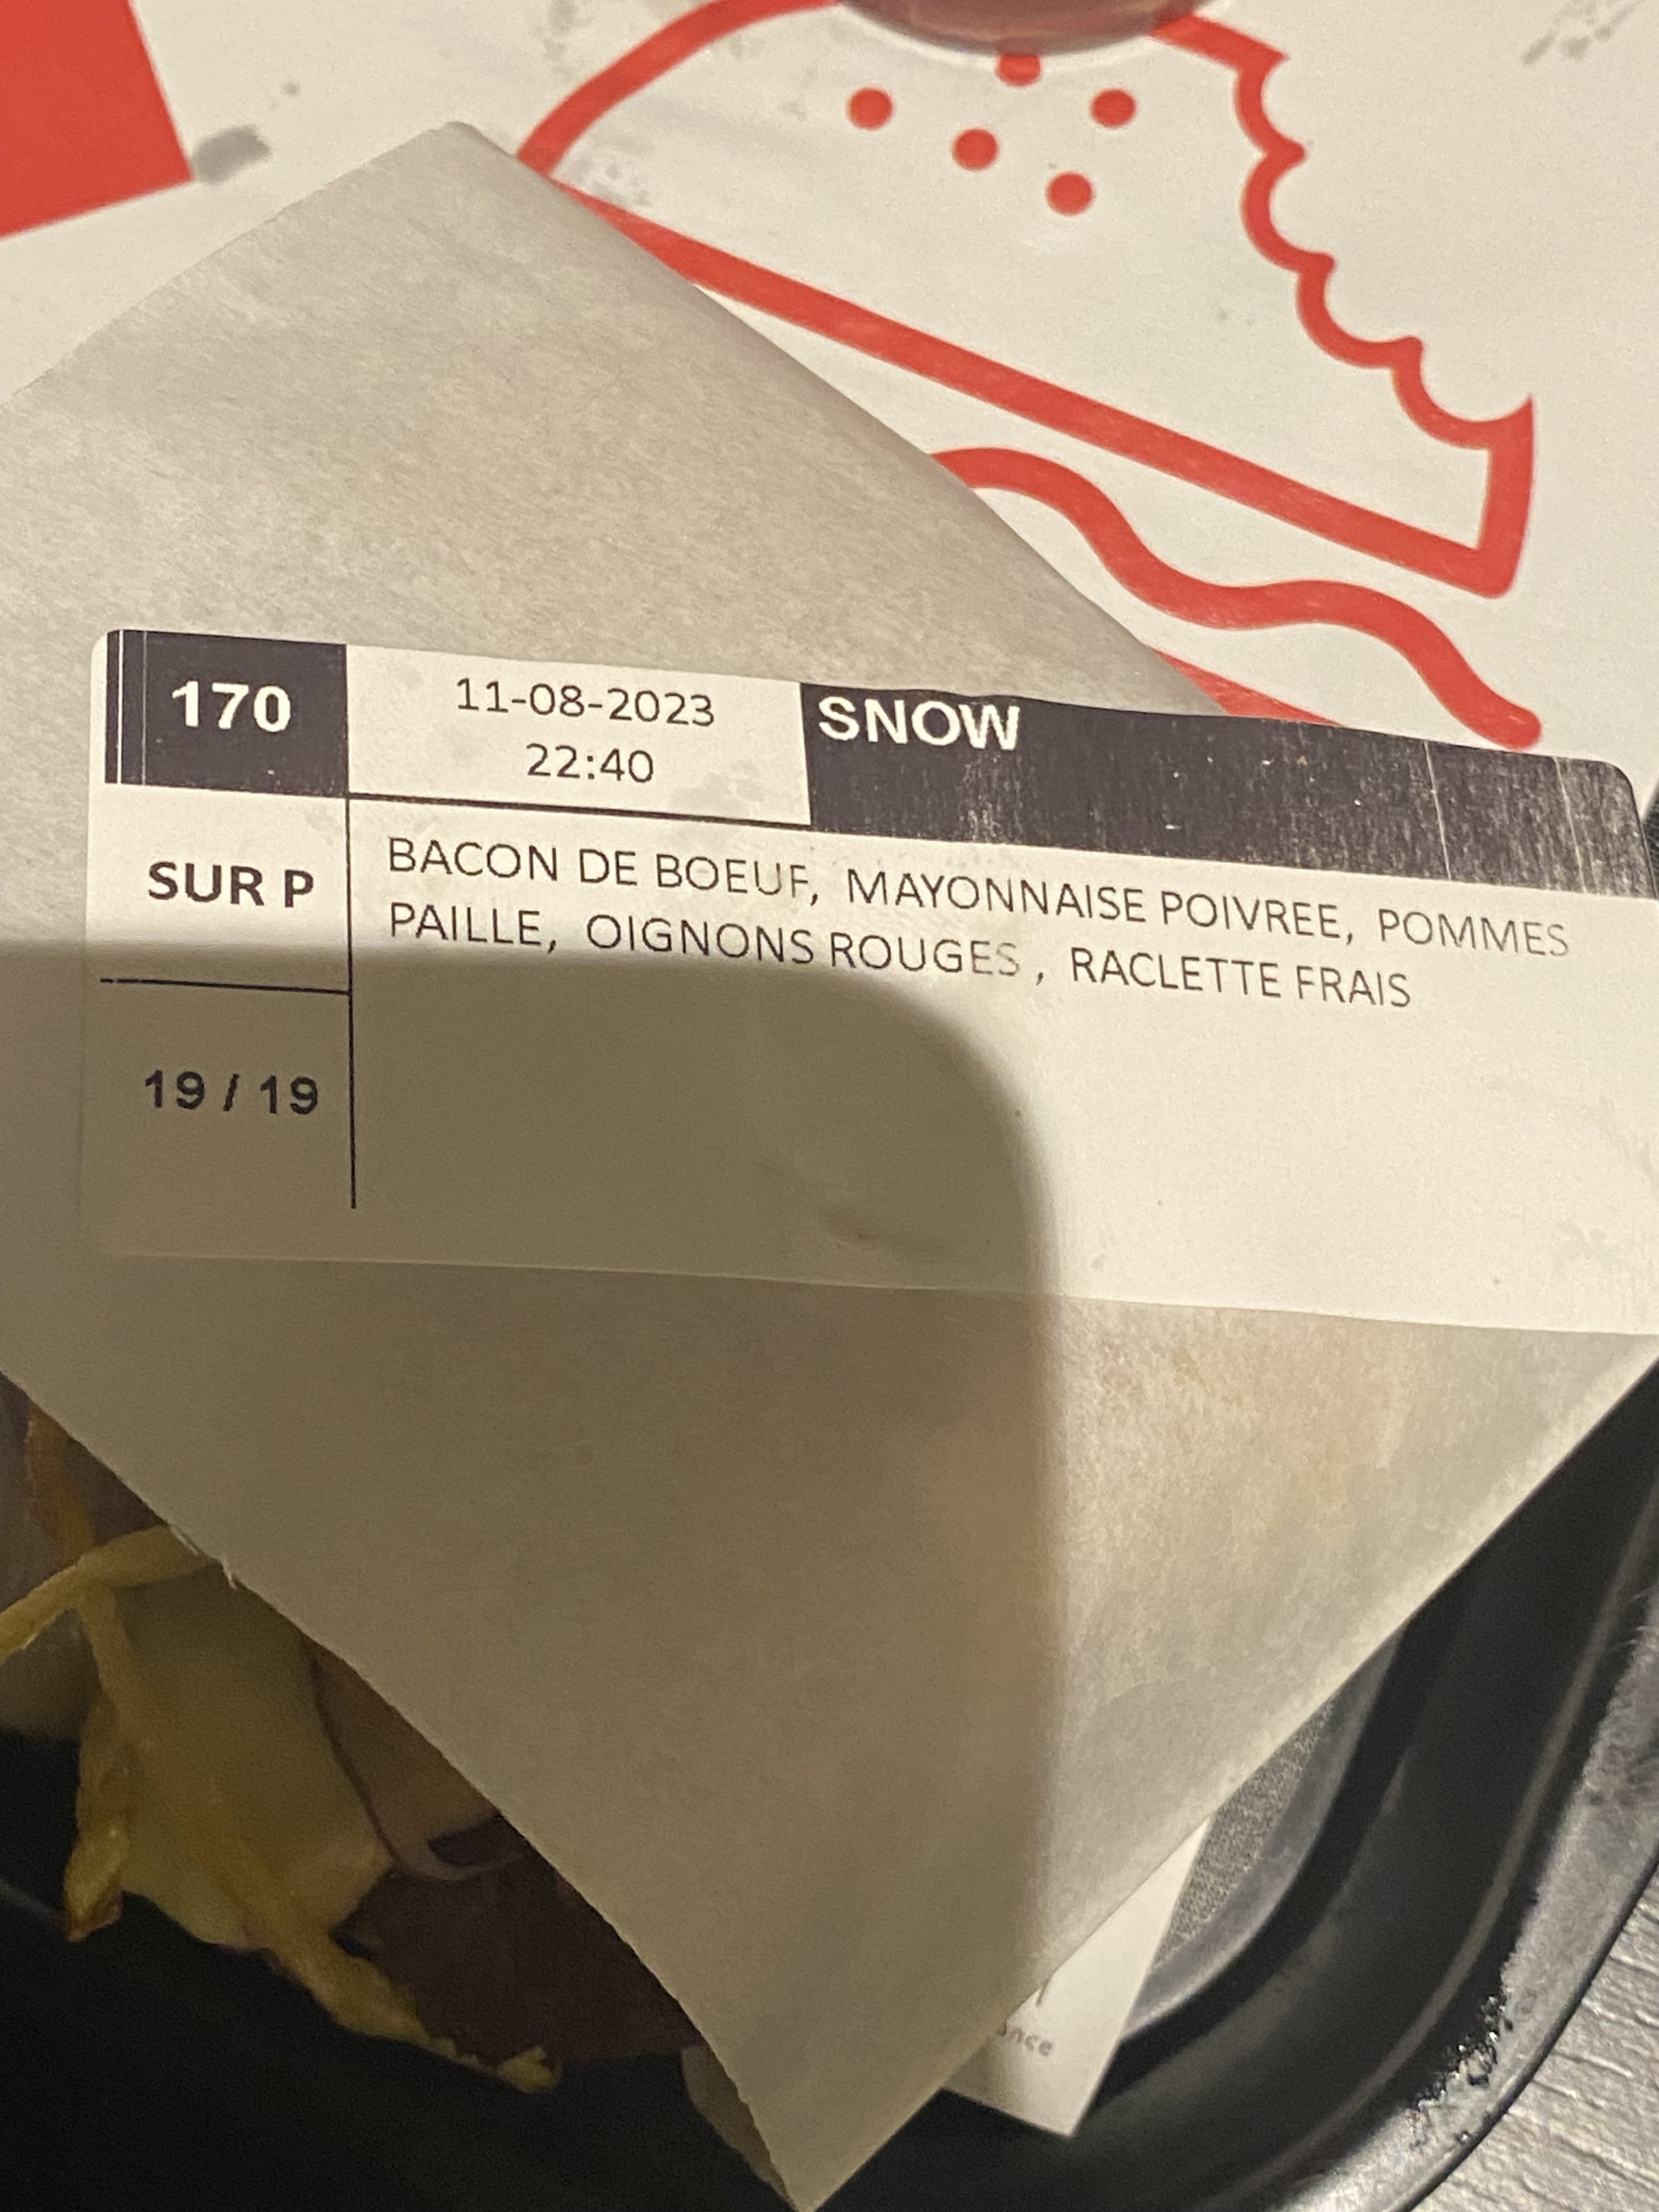 170
11-08-2023
22:40
SNOW
SUR P
BACON DE BOEUF, MAYONNAISE POIVREE, POMMES
PAILLE, OIGNONS ROUGES , RACLETTE FRAIS
19 / 19